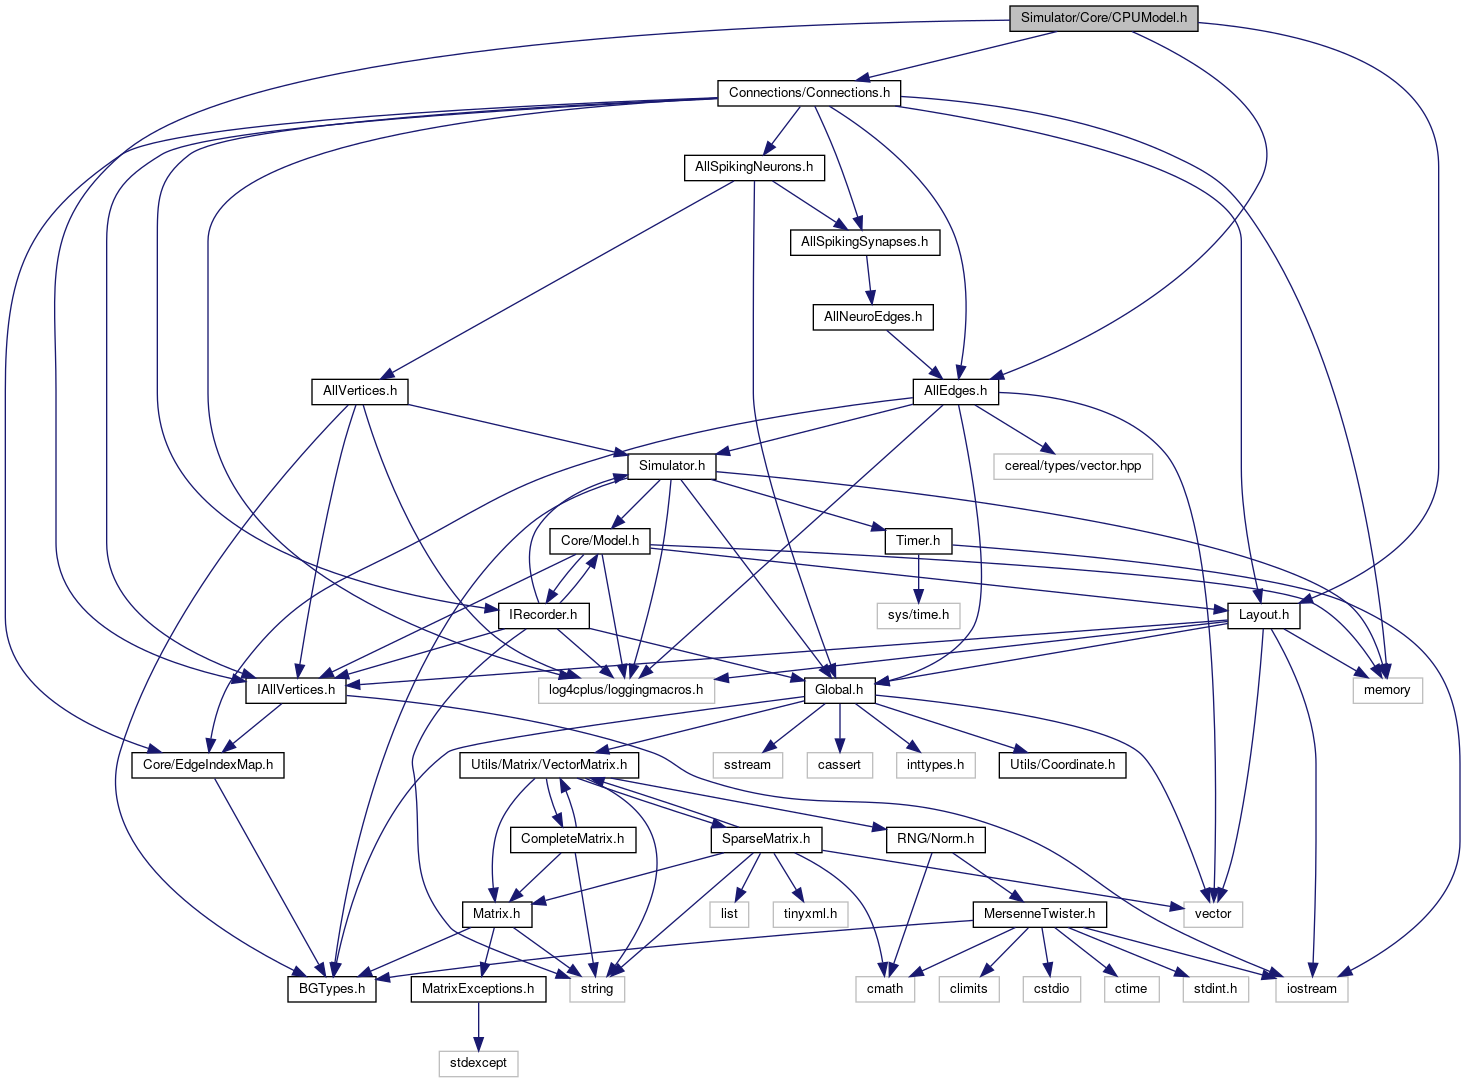 Simulator/Core/CPUModel.h
Connections/Connections.h
AllSpikingNeurons.h
AllSpikingSynapses.h
AllNeuroEdges.h
AllVertices.h
AllEdges.h
Simulator.h
cereal/types/vector.hpp
Core/Model.h
Timer.h
IRecorder.h
sys/time.h
Layout.h
IAllVertices.h
log4cplus/loggingmacros.h
Global.h
memory
Core/EdgeIndexMap.h
Utils/Matrix/VectorMatrix.h
sstream
cassert
inttypes.h
Utils/Coordinate.h
CompleteMatrix.h
SparseMatrix.h
RNG/Norm.h
Matrix.h
list
tinyxml.h
MersenneTwister.h
vector
BGTypes.h
MatrixExceptions.h
string
cmath
climits
cstdio
ctime
stdint.h
iostream
stdexcept